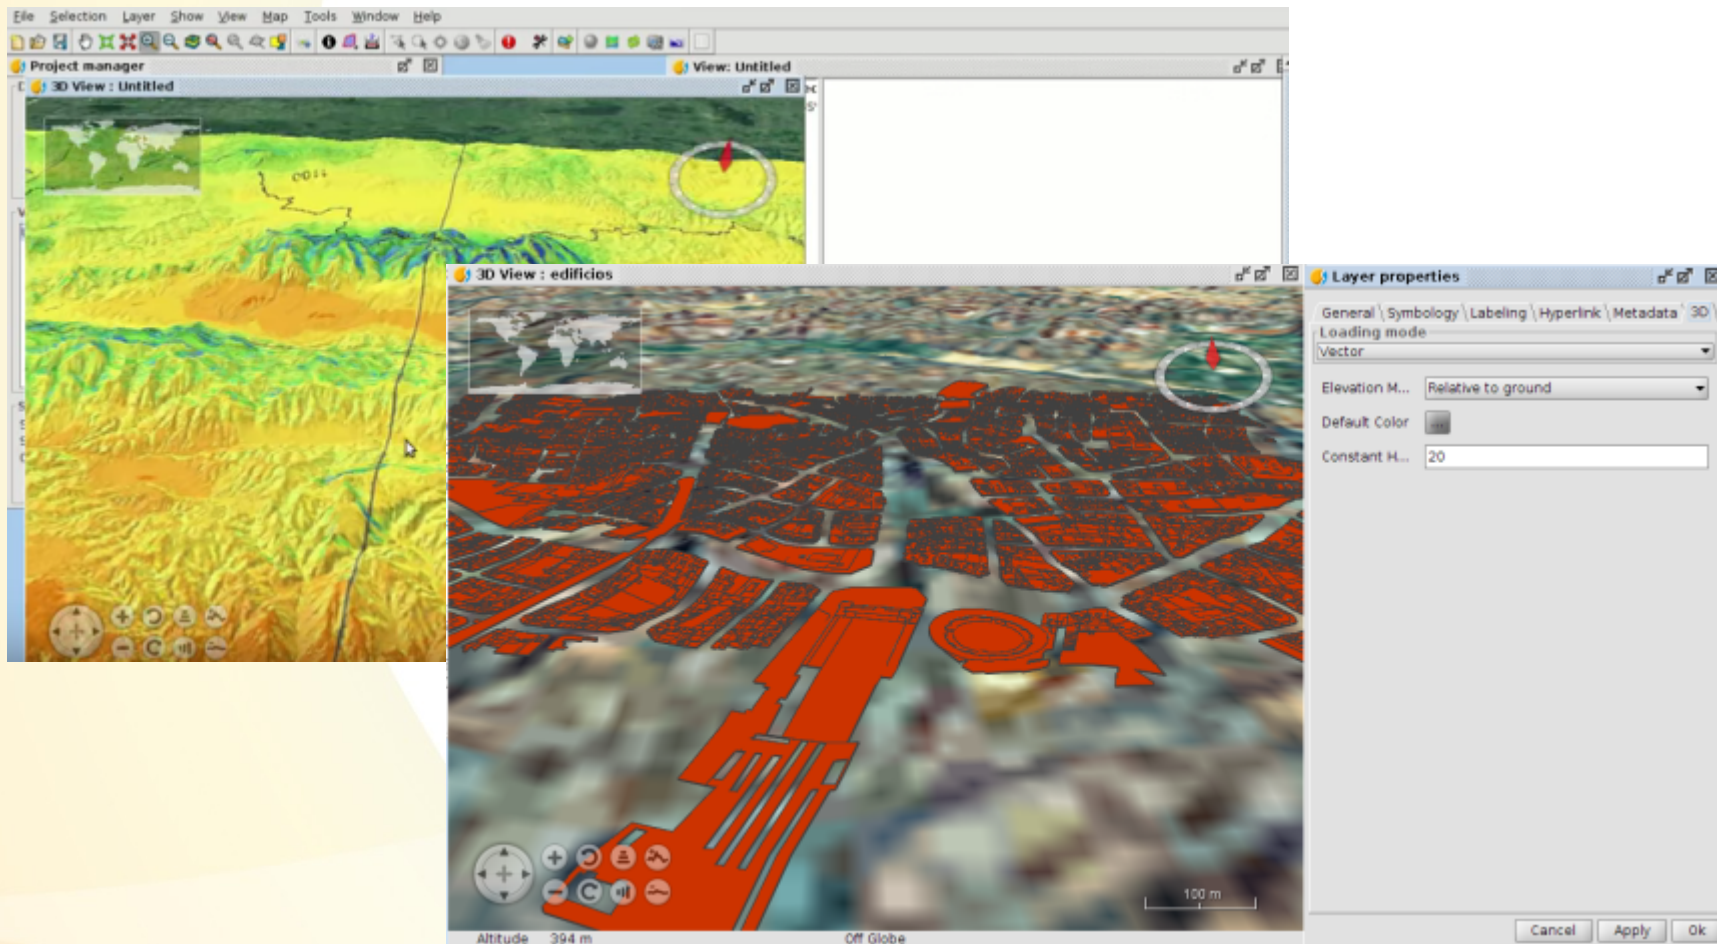 File Selection Layer Show View Map Tools Window Help
Project manager
View: Untitled
3D View : Untitled
3D View : edificios
Layer properties
General Symbology Labeling Hyperlink Metadata 3D
Loading mode
Vector
Elevation M... Relative to ground
Default Color ...
Constant H... 20
100 m
Altitude 394 m Off Globe
Cancel Apply Ok